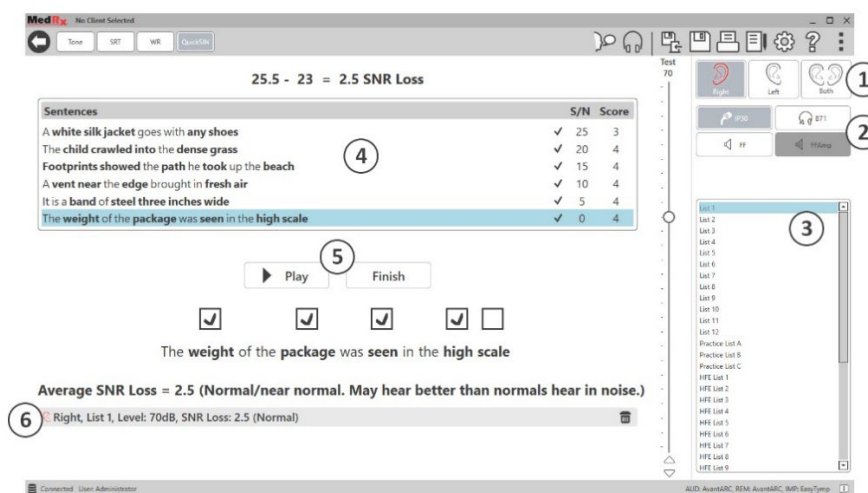 MedRx No Client Selected
Tone SRT WR QuickSIN
25.5 - 23 = 2.5 SNR Loss
Sentences S/N Score
A white silk jacket goes with any shoes ✓ 25 3
The child crawled into the dense grass ✓ 20 4
Footprints showed the path he took up the beach ✓ 15 4
A vent near the edge brought in fresh air ✓ 10 4
It is a band of steel three inches wide ✓ 5 4
The weight of the package was seen in the high scale ✓ 0 4
4
5
Play Finish
The weight of the package was seen in the high scale
Average SNR Loss = 2.5 (Normal/near normal. May hear better than normals hear in noise.)
6 Right, List 1, Level: 70dB, SNR Loss: 2.5 (Normal)
Test
70
Right Left Both 1
IP30 B71 2
FF FFAmp
3
List 1
List 2
List 3
List 4
List 5
List 6
List 7
List 8
List 9
List 10
List 11
List 12
Practice List A
Practice List B
Practice List C
HFE List 1
HFE List 2
HFE List 3
HFE List 4
HFE List 5
HFE List 6
HFE List 7
HFE List 8
HFE List 9
Connected User: Administrator
AUD: AvantARC, REM: AvantARC, IMP: EasyTymp